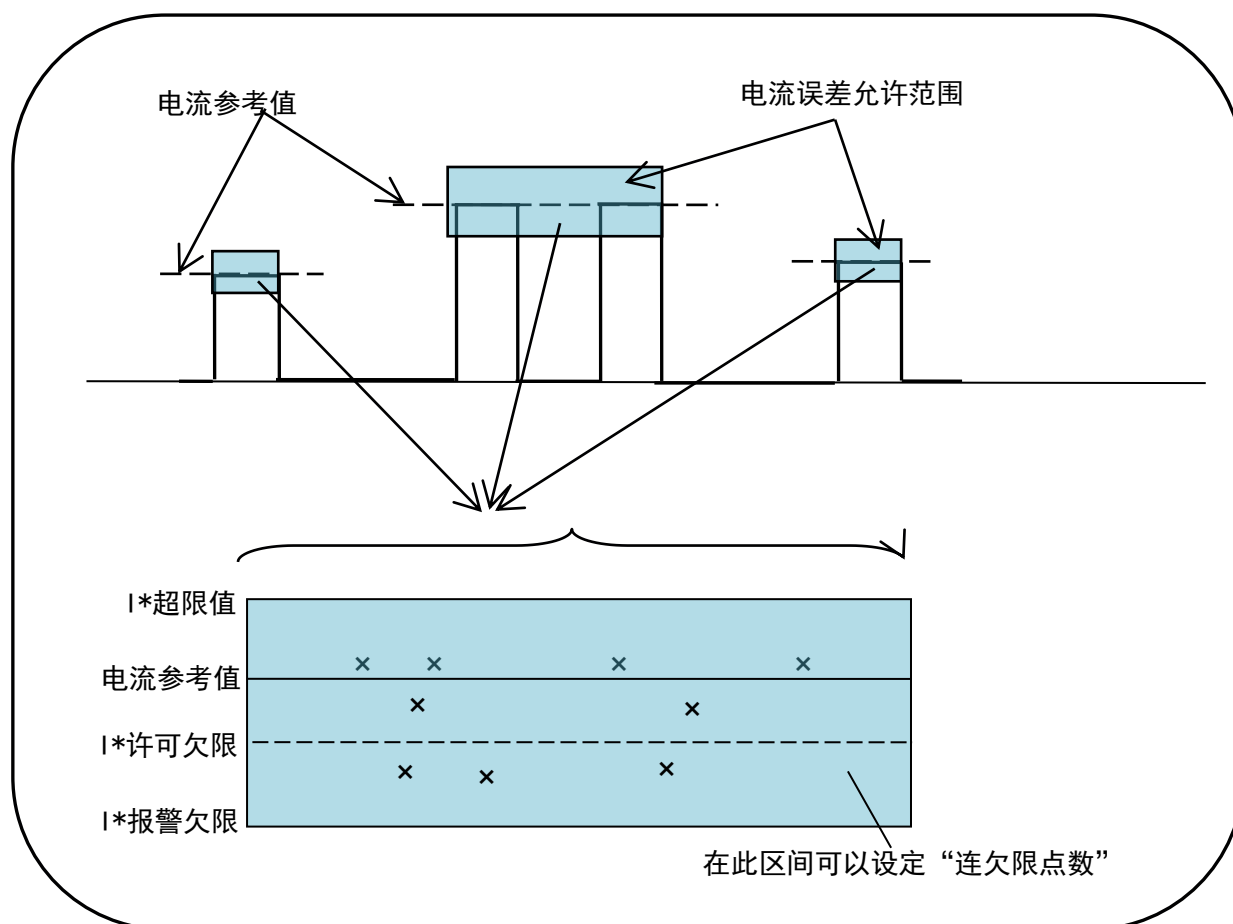 电流参考值
电流误差允许范围
I*超限值
电流参考值
I*许可欠限
I*报警欠限
在此区间可以设定“连欠限点数”